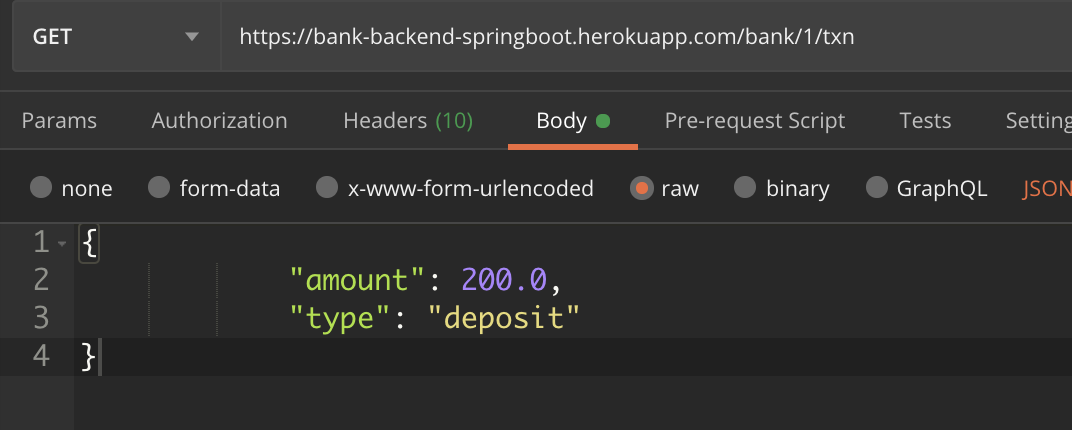 GET https://bank-backend-springboot.herokuapp.com/bank/1/txn
Params Authorization Headers (10) Body Pre-request Script Tests Setting
none form-data x-www-form-urlencoded raw binary GraphQL JSON
1 {
2 "amount": 200.0,
3 "type": "deposit"
4 }